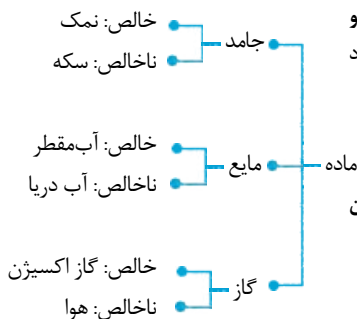 خالص: نمک
جامد
ناخالص: سکه
خالص: آب‌مقطر
ماده
مایع
ناخالص: آب دریا
خالص: گاز اکسیژن
گاز
ناخالص: هوا
و
د
ن